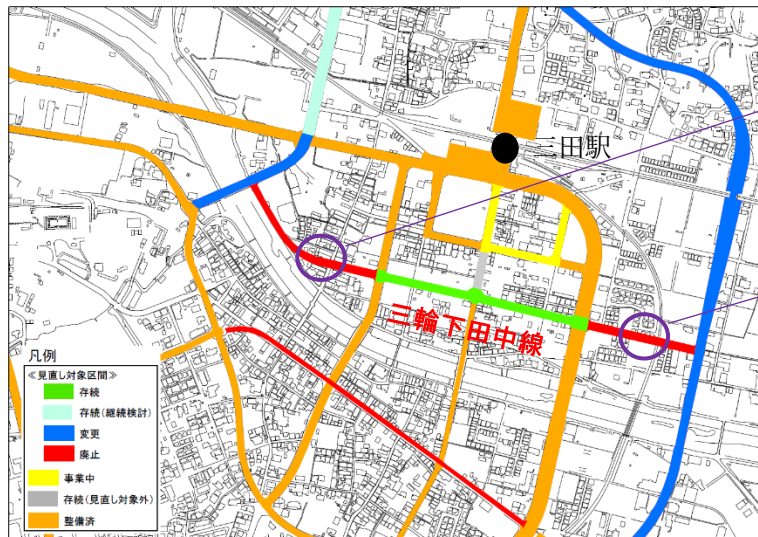 三田駅
三輪下田中線
凡例
≪見直し対象区間≫
存続
存続(継続検討)
変更
廃止
事業中
存続(見直し対象外)
整備済